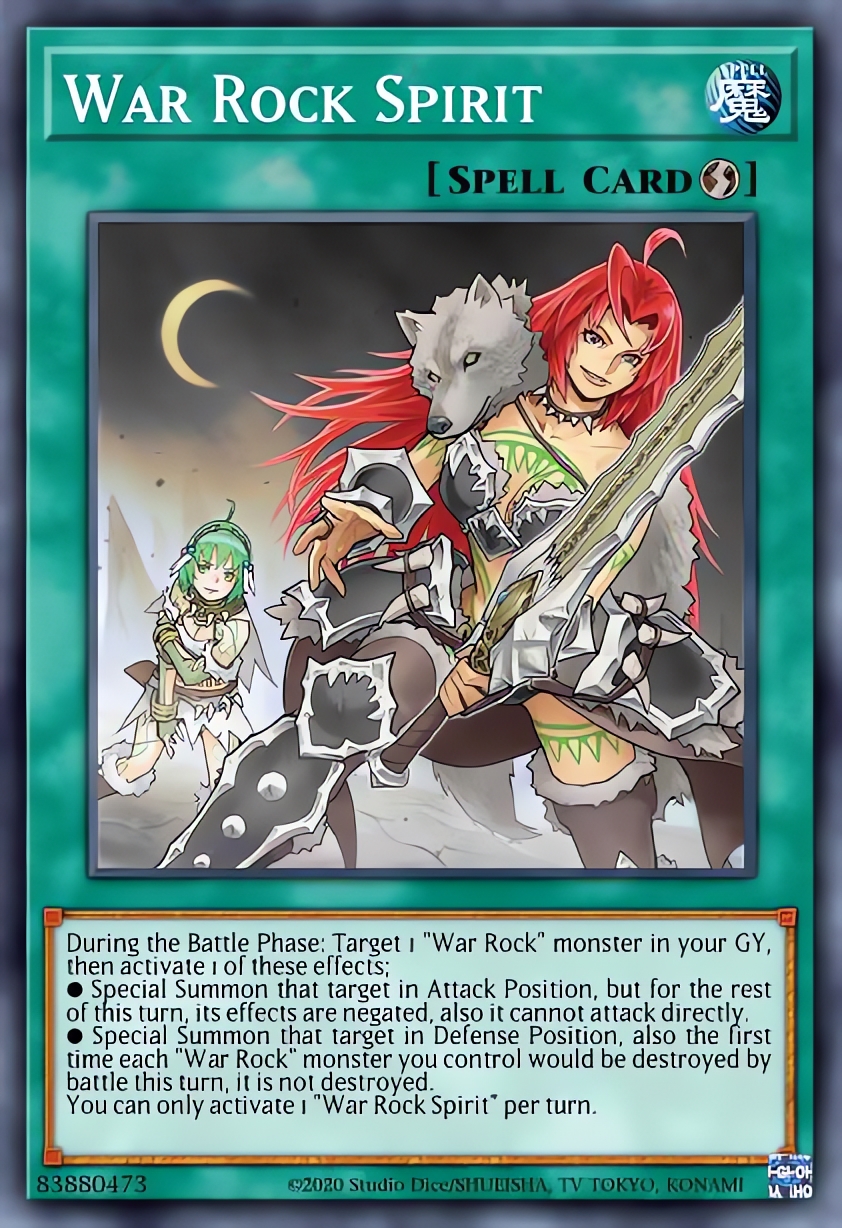 War Rock Spirit
魔
[Spell Card]
During the Battle Phase: Target 1 "War Rock" monster in your GY,
then activate 1 of these effects;
● Special Summon that target in Attack Position, but for the rest
of this turn, its effects are negated, also it cannot attack directly.
● Special Summon that target in Defense Position, also the first
time each "War Rock" monster you control would be destroyed by
battle this turn, it is not destroyed.
You can only activate 1 "War Rock Spirit" per turn.
83880473
©2020 Studio Dice/SHUEISHA, TV TOKYO, KONAMI